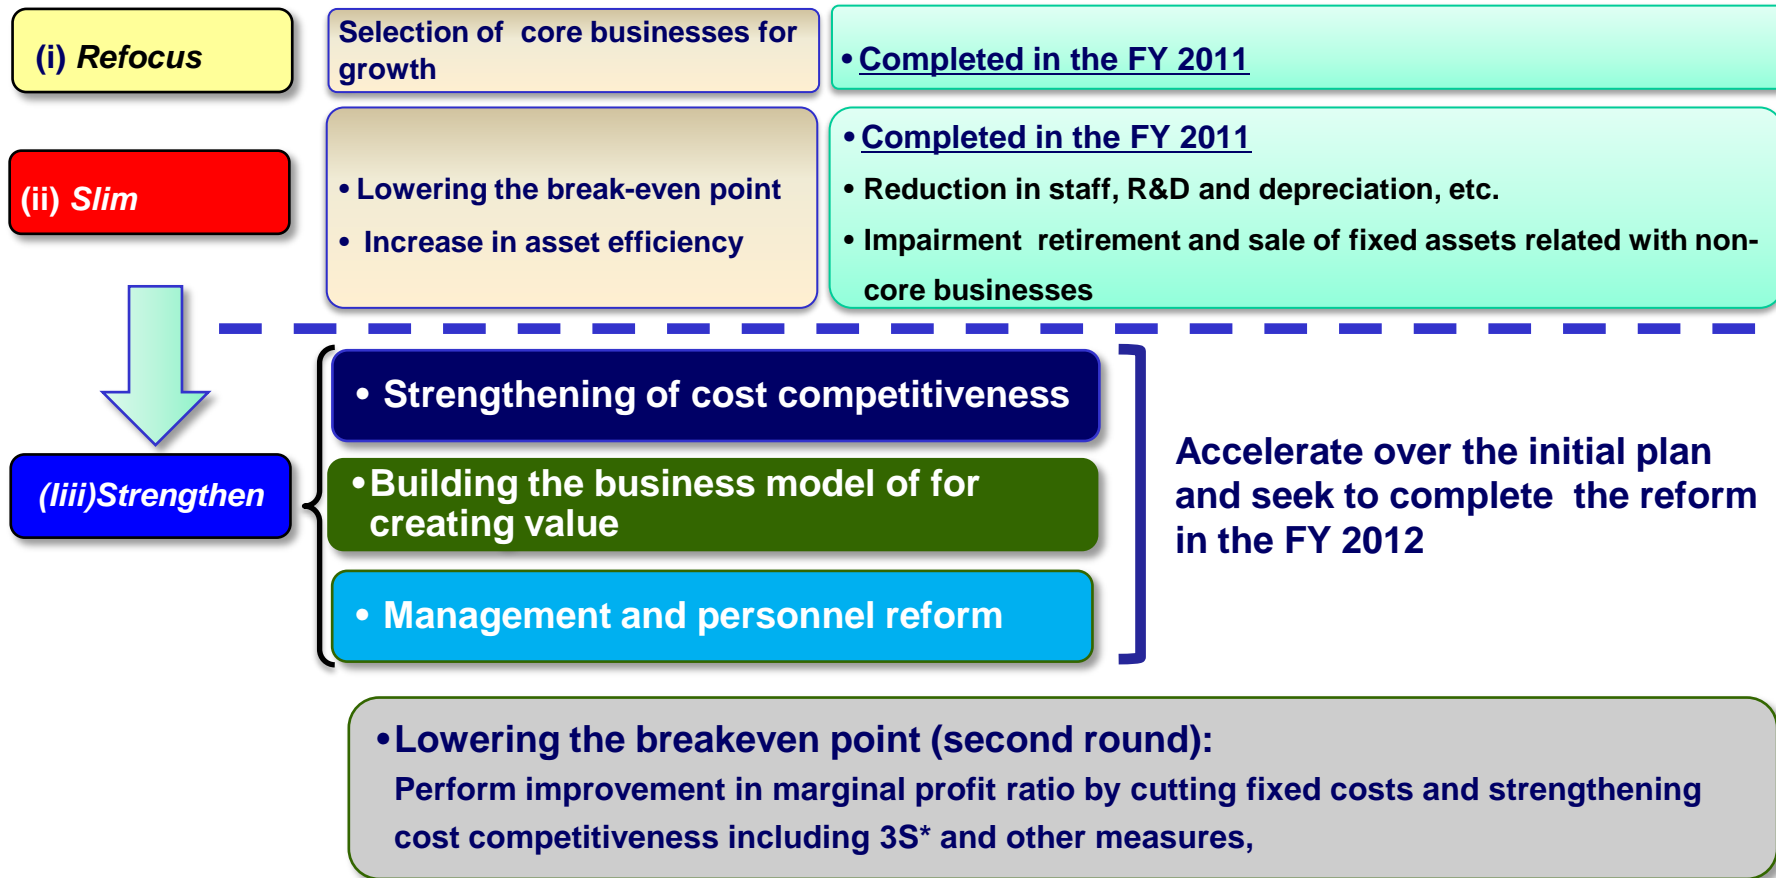 (i) Refocus
Selection of core businesses for
growth
• Completed in the FY 2011
(ii) Slim
• Lowering the break-even point
• Increase in asset efficiency
• Completed in the FY 2011
• Reduction in staff, R&D and depreciation, etc.
• Impairment retirement and sale of fixed assets related with non-
core businesses
(Iii)Strengthen
• Strengthening of cost competitiveness
• Building the business model of for
creating value
• Management and personnel reform
Accelerate over the initial plan
and seek to complete the reform
in the FY 2012
• Lowering the breakeven point (second round):
Perform improvement in marginal profit ratio by cutting fixed costs and strengthening
cost competitiveness including 3S* and other measures,